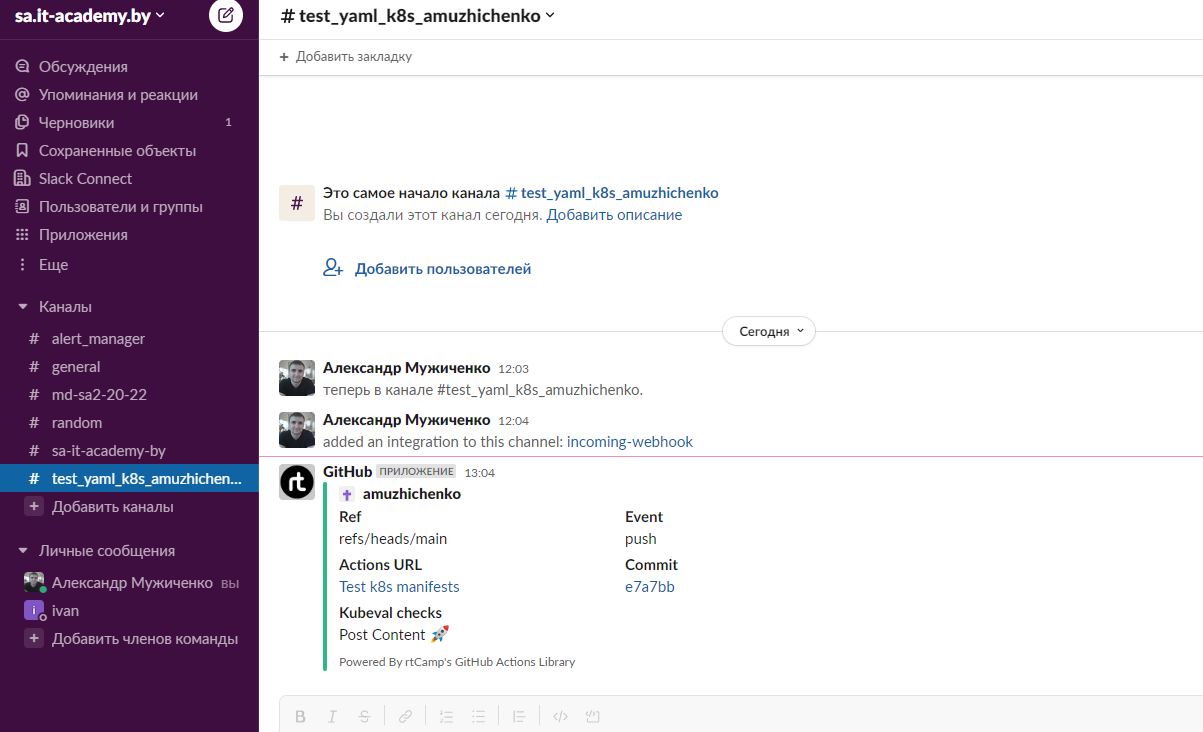 sa.it-academy.by
# test_yaml_k8s_amuzhichenko
+ Добавить закладку
Обсуждения
Упоминания и реакции
Черновики 1
Сохраненные объекты
Slack Connect
Пользователи и группы
Приложения
Еще
Каналы
# alert_manager
# general
# md-sa2-20-22
# random
# sa-it-academy-by
# test_yaml_k8s_amuzhichen...
+ Добавить каналы
Личные сообщения
Александр Мужиченко вы
i ivan
+ Добавить членов команды
# Это самое начало канала # test_yaml_k8s_amuzhichenko
Вы создали этот канал сегодня. Добавить описание
Добавить пользователей
Сегодня
Александр Мужиченко 12:03
теперь в канале #test_yaml_k8s_amuzhichenko.
Александр Мужиченко 12:04
added an integration to this channel: incoming-webhook
rt GitHub ПРИЛОЖЕНИЕ 13:04
amuzhichenko
Ref Event
refs/heads/main push
Actions URL Commit
Test k8s manifests e7a7bb
Kubeval checks
Post Content 🚀
Powered By rtCamp's GitHub Actions Library
B I S